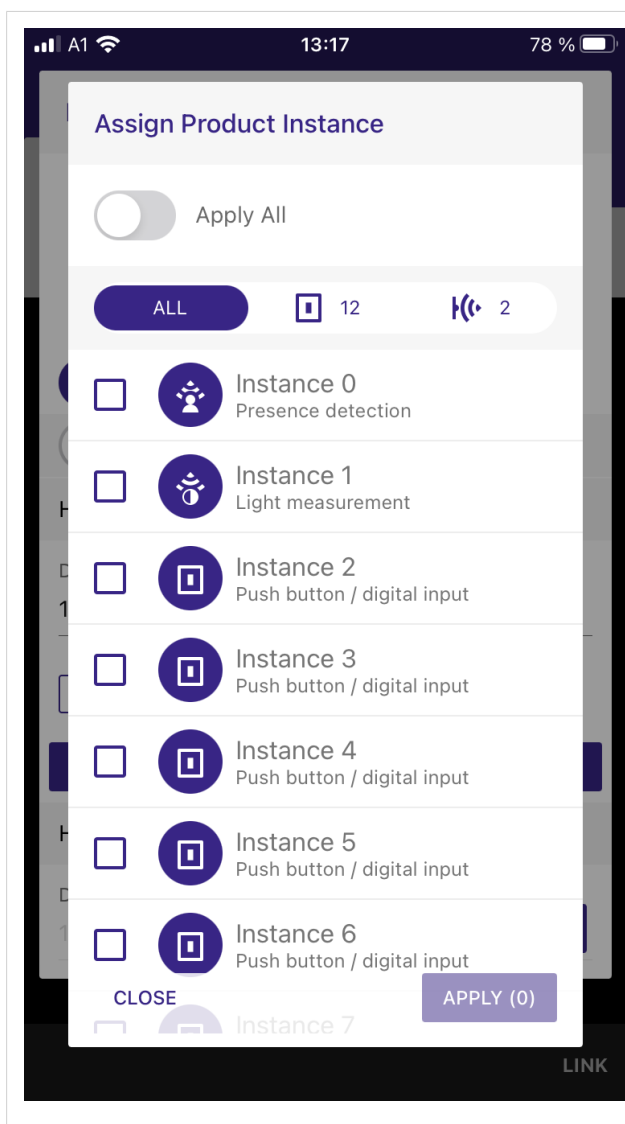 A1
13:17
78 %
Assign Product Instance
Apply All
ALL
12
2
Instance 0
Presence detection
Instance 1
Light measurement
H
D
Instance 2
Push button / digital input
1
Instance 3
Push button / digital input
Instance 4
Push button / digital input
H
Instance 5
Push button / digital input
D
1
Instance 6
Push button / digital input
CLOSE
APPLY (0)
Instance 7
LINK